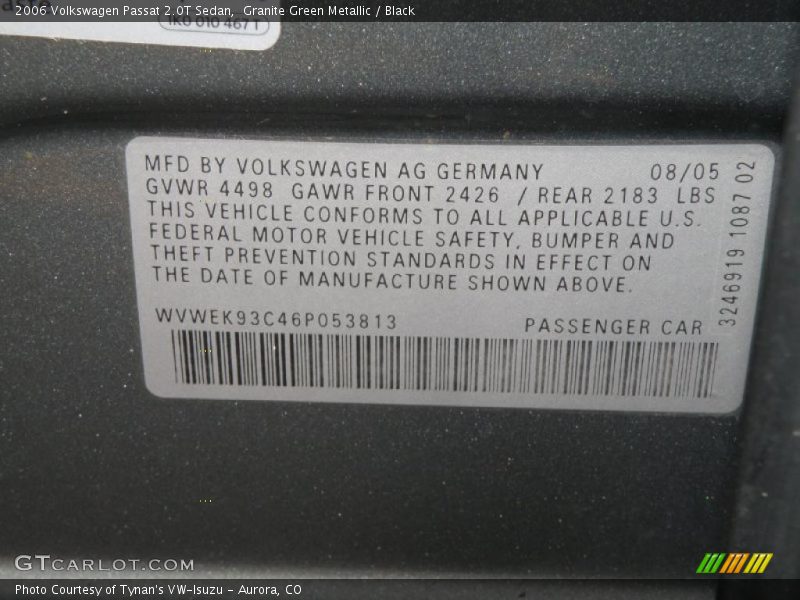 2006 Volkswagen Passat 2.0T Sedan,  Granite Green Metallic / Black
1K0 010 467 T
MFD BY VOLKSWAGEN AG GERMANY 08/05
GVWR 4498 GAWR FRONT 2426 / REAR 2183 LBS
THIS VEHICLE CONFORMS TO ALL APPLICABLE U.S.
FEDERAL MOTOR VEHICLE SAFETY, BUMPER AND
THEFT PREVENTION STANDARDS IN EFFECT ON
THE DATE OF MANUFACTURE SHOWN ABOVE.
WVWEK93C46P053813 PASSENGER CAR
3246919 1087 02
GTCARLOT.COM
Photo Courtesy of Tynan's VW-Isuzu - Aurora, CO